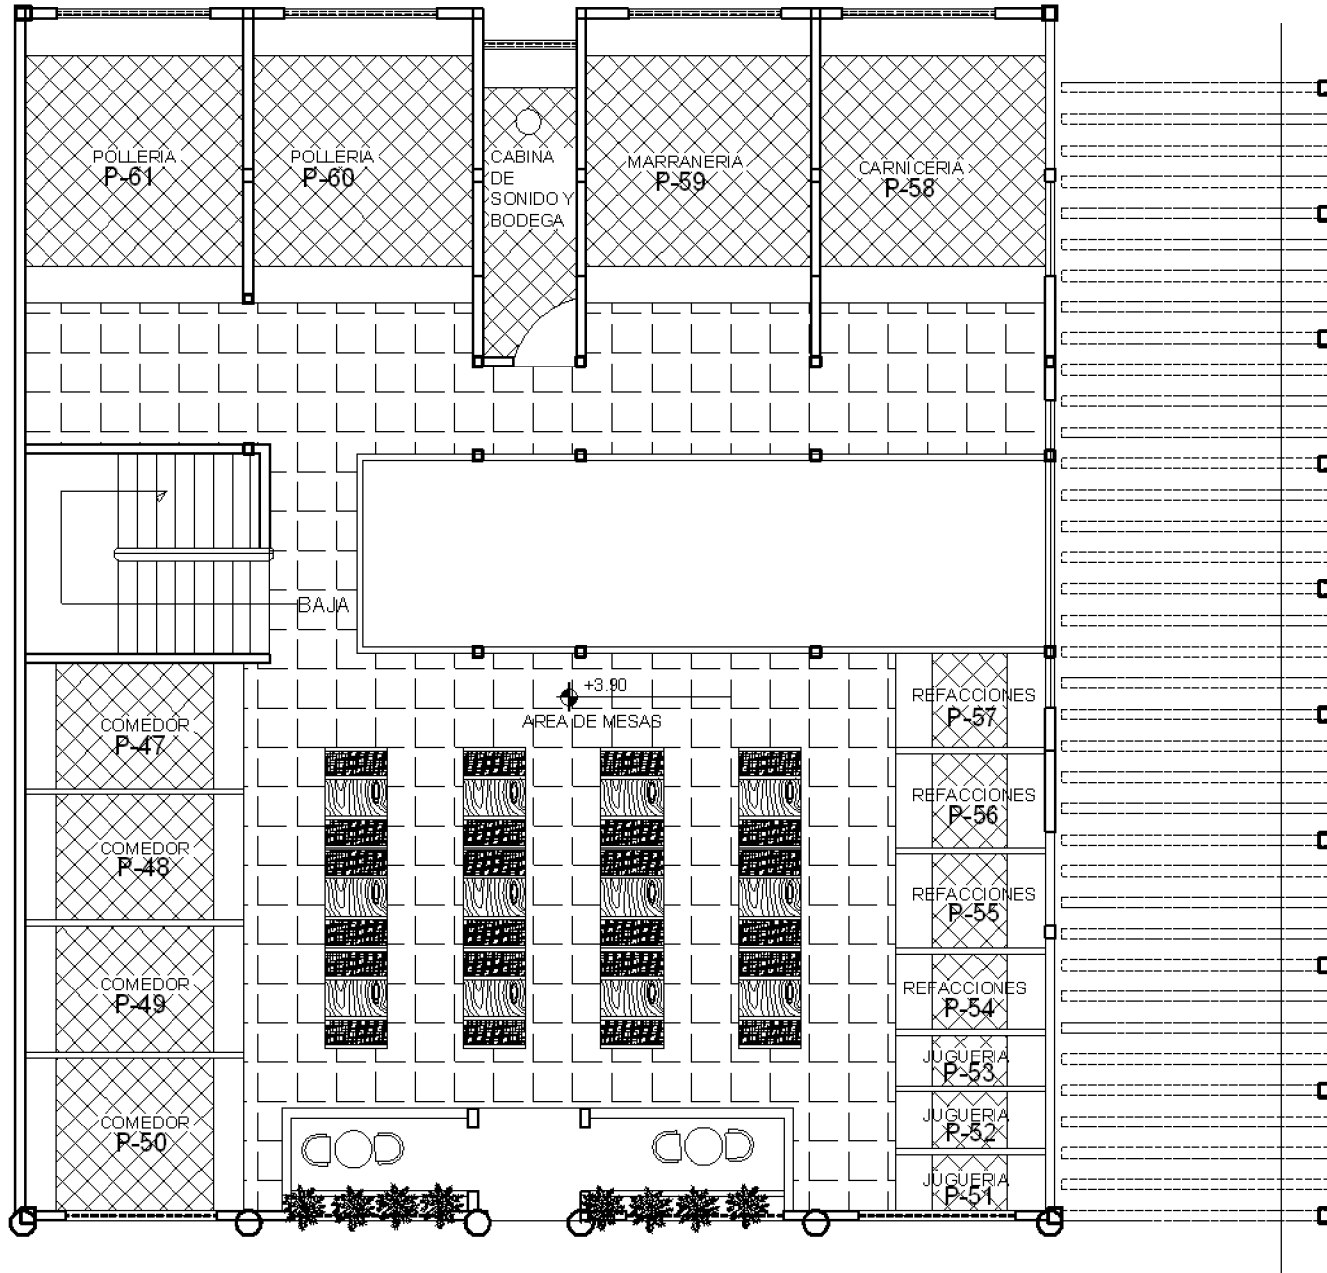 POLLERIA
P-61
POLLERIA
P-60
CABINA
DE
SONIDO Y
BODEGA
MARRANERIA
P-59
CARNICERIA
P-58
BAJA
+3.90
AREA DE MESAS
COMEDOR
P-47
COMEDOR
P-48
COMEDOR
P-49
COMEDOR
P-50
REFACCIONES
P-57
REFACCIONES
P-56
REFACCIONES
P-55
REFACCIONES
P-54
JUGUERIA
P-53
JUGUERIA
P-52
JUGUERIA
P-51